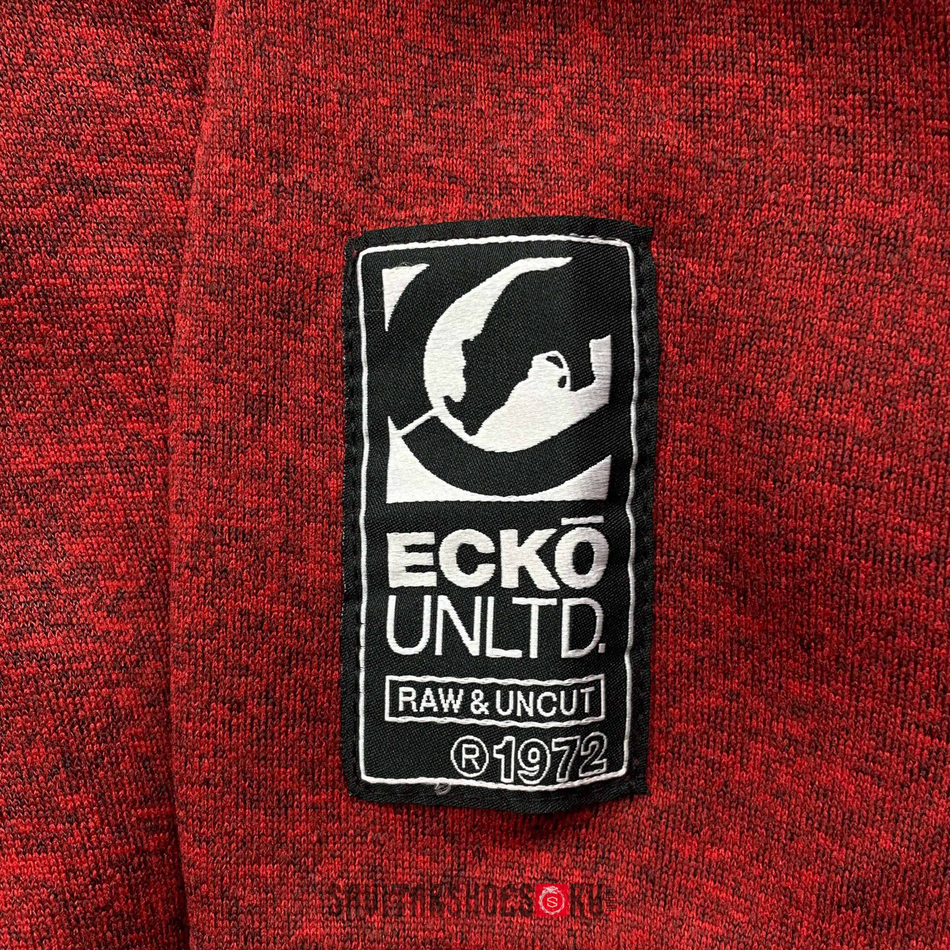 ECKŌ
UNLTD.
RAW & UNCUT
® 1972